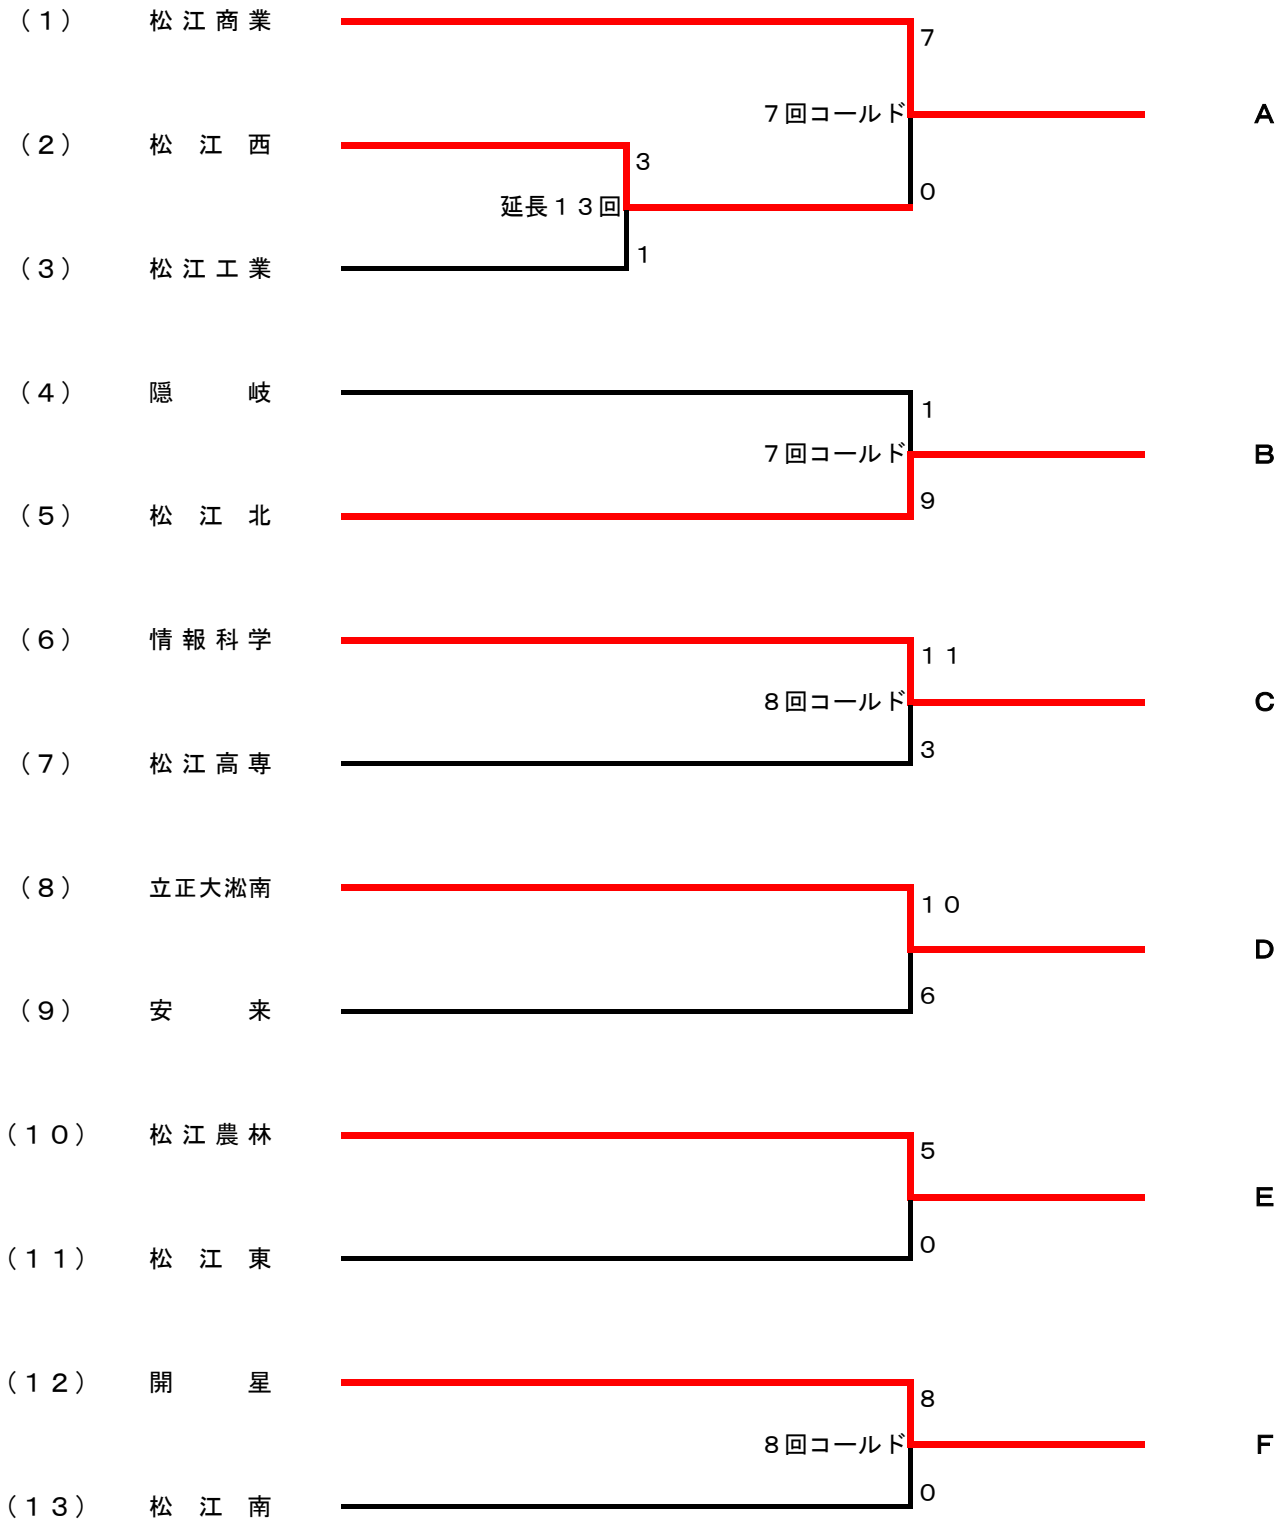 （１） 松江商業
7
７回コールド A
（２） 松江西
3
0
延長１３回
1
（３） 松江工業
（４） 隠岐
1
７回コールド B
9
（５） 松江北
（６） 情報科学
１１
８回コールド C
3
（７） 松江高専
（８） 立正大淞南
１０
D
6
（９） 安来
（１０） 松江農林
5
E
0
（１１） 松江東
（１２） 開星
8
８回コールド F
0
（１３） 松江南